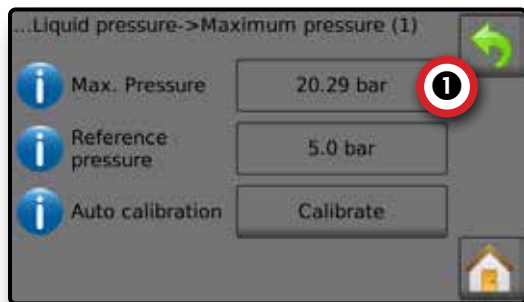 ...Liquid pressure->Maximum pressure (1)
i Max. Pressure 20.29 bar 1
i Reference pressure 5.0 bar
i Auto calibration Calibrate